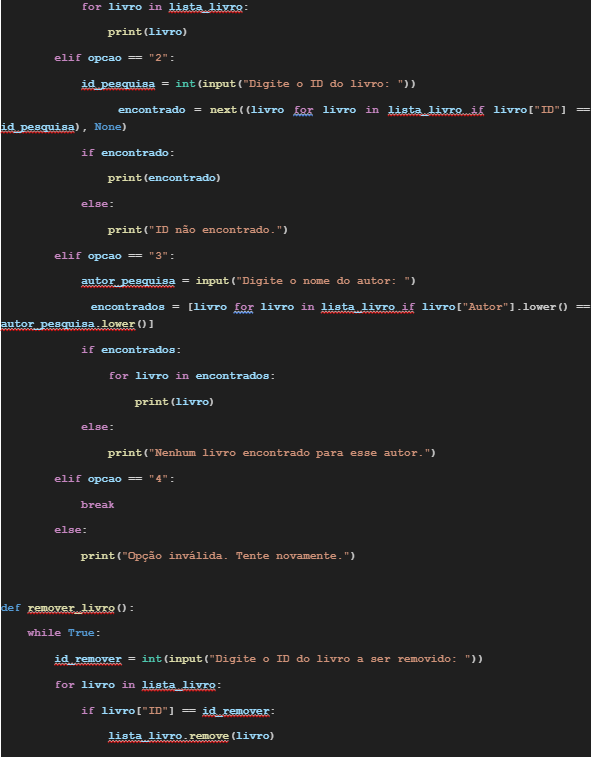 for livro in lista_livro:
print(livro)
elif opcao == "2":
id_pesquisa = int(input("Digite o ID do livro: "))
encontrado = next((livro for livro in lista_livro if livro["ID"] ==
id_pesquisa), None)
if encontrado:
print(encontrado)
else:
print("ID não encontrado.")
elif opcao == "3":
autor_pesquisa = input("Digite o nome do autor: ")
encontrados = [livro for livro in lista_livro if livro["Autor"].lower() ==
autor_pesquisa.lower()]
if encontrados:
for livro in encontrados:
print(livro)
else:
print("Nenhum livro encontrado para esse autor.")
elif opcao == "4":
break
else:
print("Opção inválida. Tente novamente.")
def remover_livro():
while True:
id_remover = int(input("Digite o ID do livro a ser removido: "))
for livro in lista_livro:
if livro["ID"] == id_remover:
lista_livro.remove(livro)